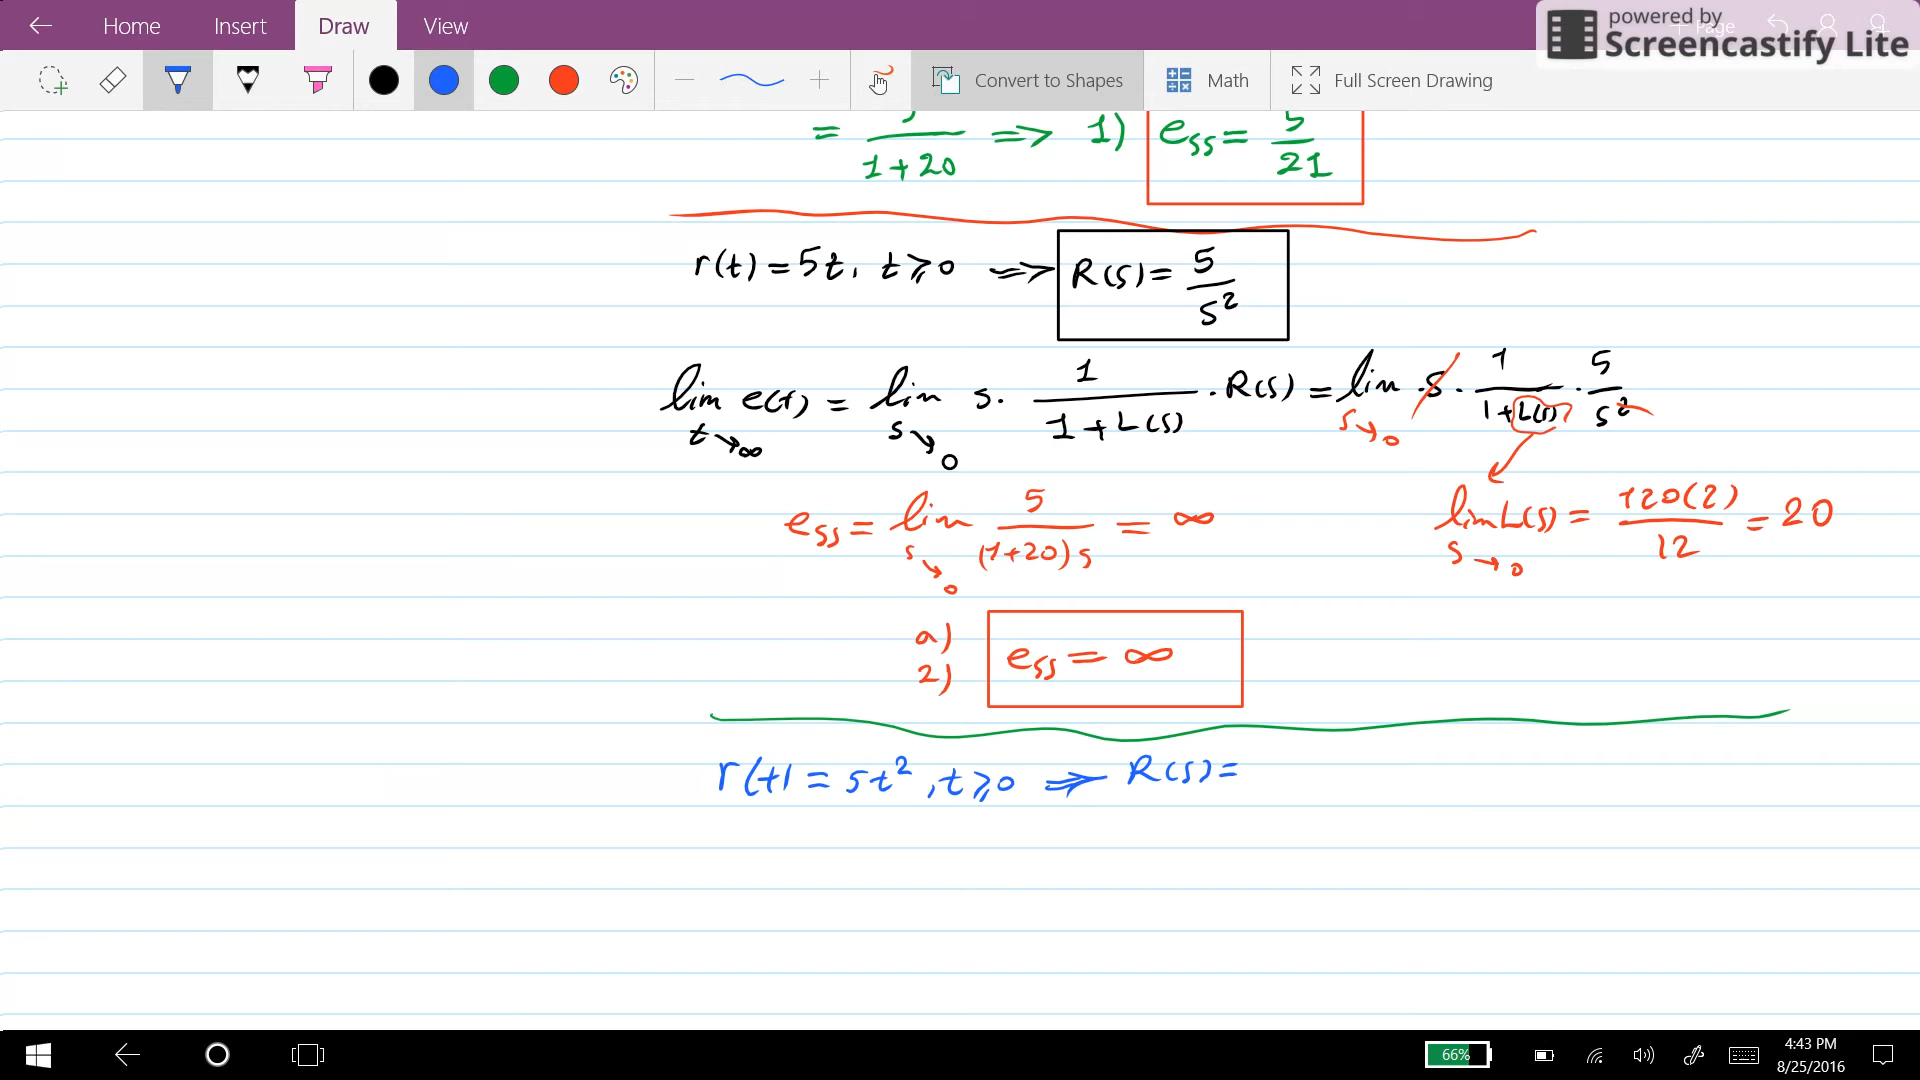 Home Insert Draw View Page
powered by
Screencastify Lite
Convert to Shapes Math Full Screen Drawing
= 5/(1+20) => 1) ess = 5/21
r(t) = 5t, t≥0 => R(s) = 5/s²
lim t→∞ e(t) = lim s→0 s · 1/(1+L(s)) · R(s) = lim s→0 · s · 1/(1+L(s)) · 5/s²
ess = lim s→0 5/((1+20)s) = ∞ lim s→0 L(s) = 120(2)/12 = 20
a)
2) ess = ∞
r(t) = 5t², t≥0 => R(s) =
66% 4:43 PM
8/25/2016